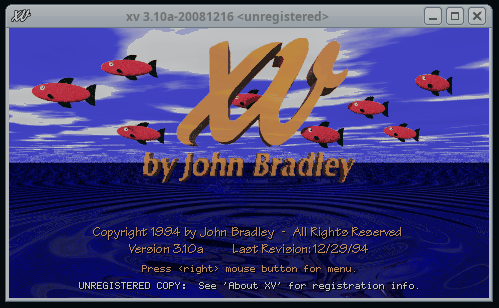 xv 3.10a-20081216 <unregistered>
xv
by John Bradley
Copyright 1994 by John Bradley - All Rights Reserved
Version 3.10a Last Revision: 12/29/94
Press <right> mouse button for menu.
UNREGISTERED COPY: See 'About XV' for registration info.